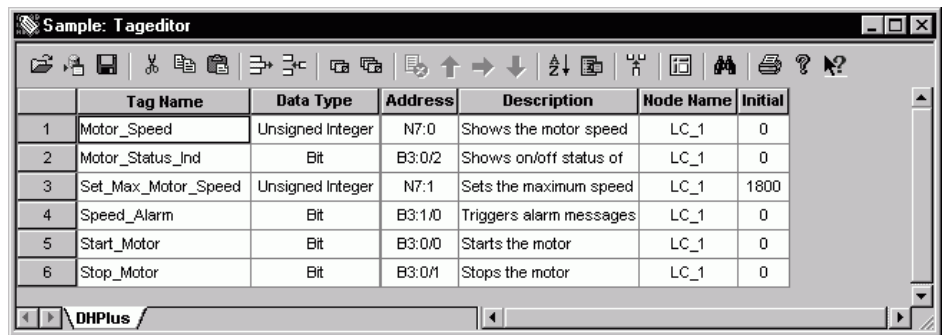 Sample: Tageditor
Tag Name Data Type Address Description Node Name Initial
1 Motor_Speed Unsigned Integer N7:0 Shows the motor speed LC_1 0
2 Motor_Status_Ind Bit B3:0/2 Shows on/off status of LC_1 0
3 Set_Max_Motor_Speed Unsigned Integer N7:1 Sets the maximum speed LC_1 1800
4 Speed_Alarm Bit B3:1/0 Triggers alarm messages LC_1 0
5 Start_Motor Bit B3:0/0 Starts the motor LC_1 0
6 Stop_Motor Bit B3:0/1 Stops the motor LC_1 0
DHPlus